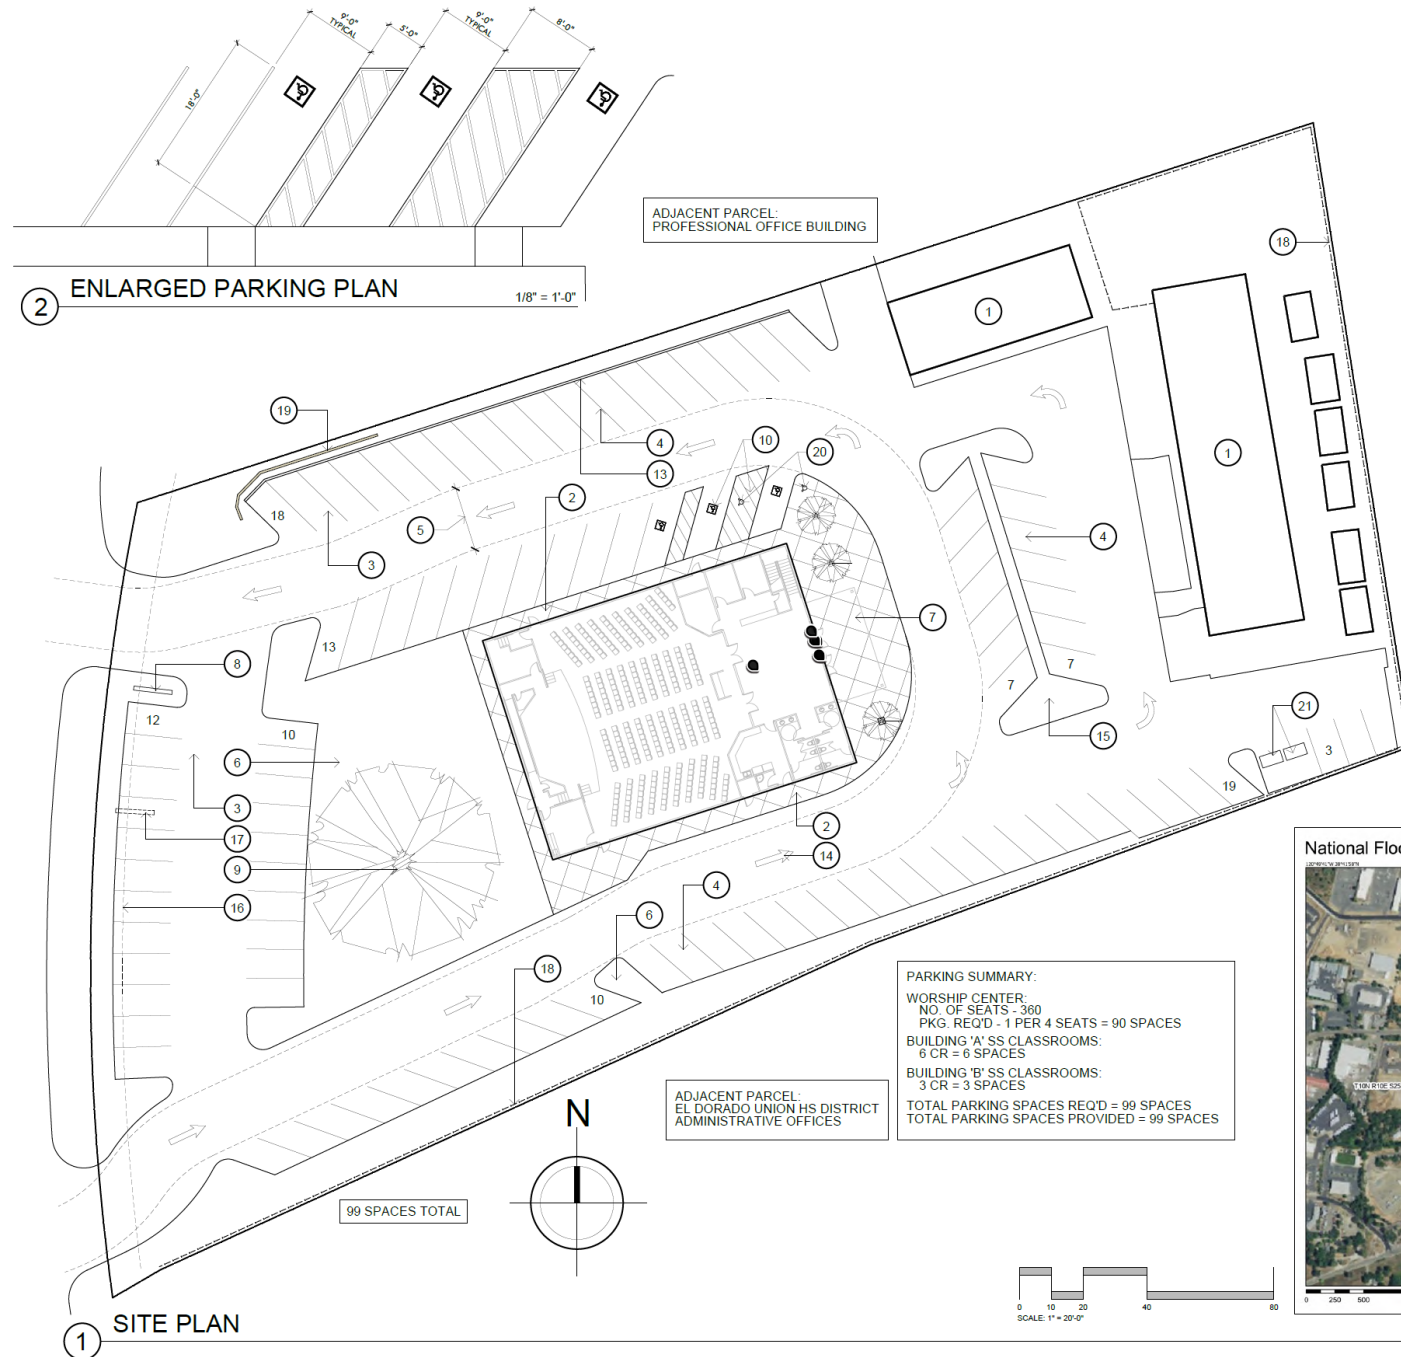 9'-0"
TYPICAL
5'-0"
9'-0"
TYPICAL
8'-0"
18'-0"
2
ENLARGED PARKING PLAN
1/8" = 1'-0"
ADJACENT PARCEL:
PROFESSIONAL OFFICE BUILDING
18
1
1
19
4
10
20
13
2
18
5
3
4
7
13
8
12
10
7
7
6
21
15
3
3
19
17
2
14
9
4
16
6
18
10
National Floo
PARKING SUMMARY:
WORSHIP CENTER:
NO. OF SEATS - 360
PKG. REQ'D - 1 PER 4 SEATS = 90 SPACES
BUILDING 'A' SS CLASSROOMS:
6 CR = 6 SPACES
BUILDING 'B' SS CLASSROOMS:
3 CR = 3 SPACES
TOTAL PARKING SPACES REQ'D = 99 SPACES
TOTAL PARKING SPACES PROVIDED = 99 SPACES
T10N R10E S25
ADJACENT PARCEL:
EL DORADO UNION HS DISTRICT
ADMINISTRATIVE OFFICES
N
99 SPACES TOTAL
0 10 20 40 80
SCALE: 1" = 20'-0"
0 250 500
1
SITE PLAN